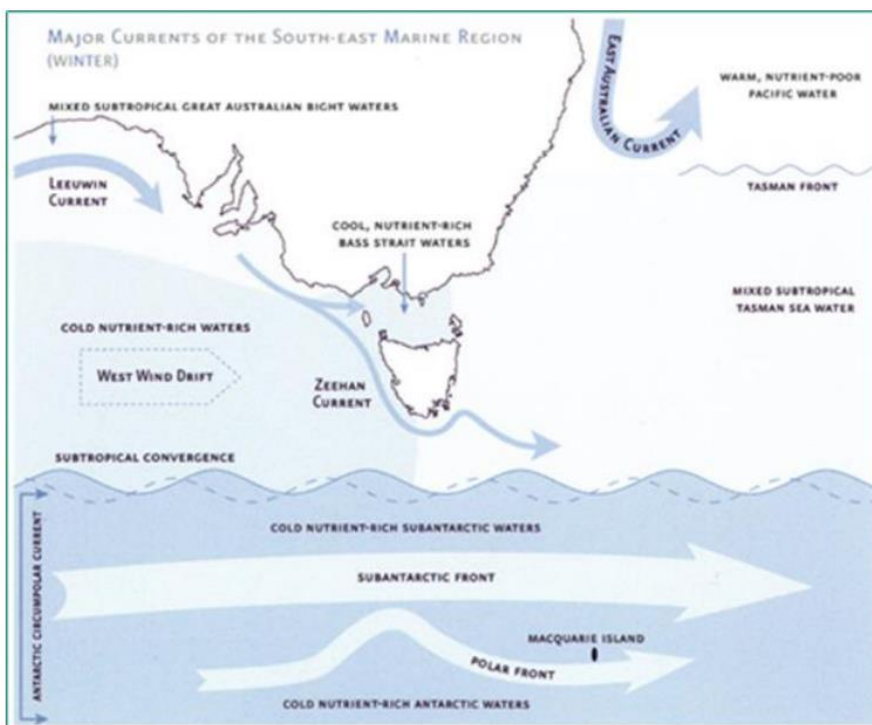 MAJOR CURRENTS OF THE SOUTH-EAST MARINE REGION
(WINTER)
MIXED SUBTROPICAL GREAT AUSTRALIAN BIGHT WATERS
EAST AUSTRALIAN CURRENT
WARM, NUTRIENT-POOR
PACIFIC WATER
TASMAN FRONT
LEEUWIN
CURRENT
COOL, NUTRIENT-RICH
BASS STRAIT WATERS
MIXED SUBTROPICAL
TASMAN SEA WATER
COLD NUTRIENT-RICH WATERS
WEST WIND DRIFT
ZEEHAN
CURRENT
SUBTROPICAL CONVERGENCE
ANTARCTIC CIRCUMPOLAR CURRENT
COLD NUTRIENT-RICH SUBANTARCTIC WATERS
SUBANTARCTIC FRONT
MACQUARIE ISLAND
POLAR FRONT
COLD NUTRIENT-RICH ANTARCTIC WATERS